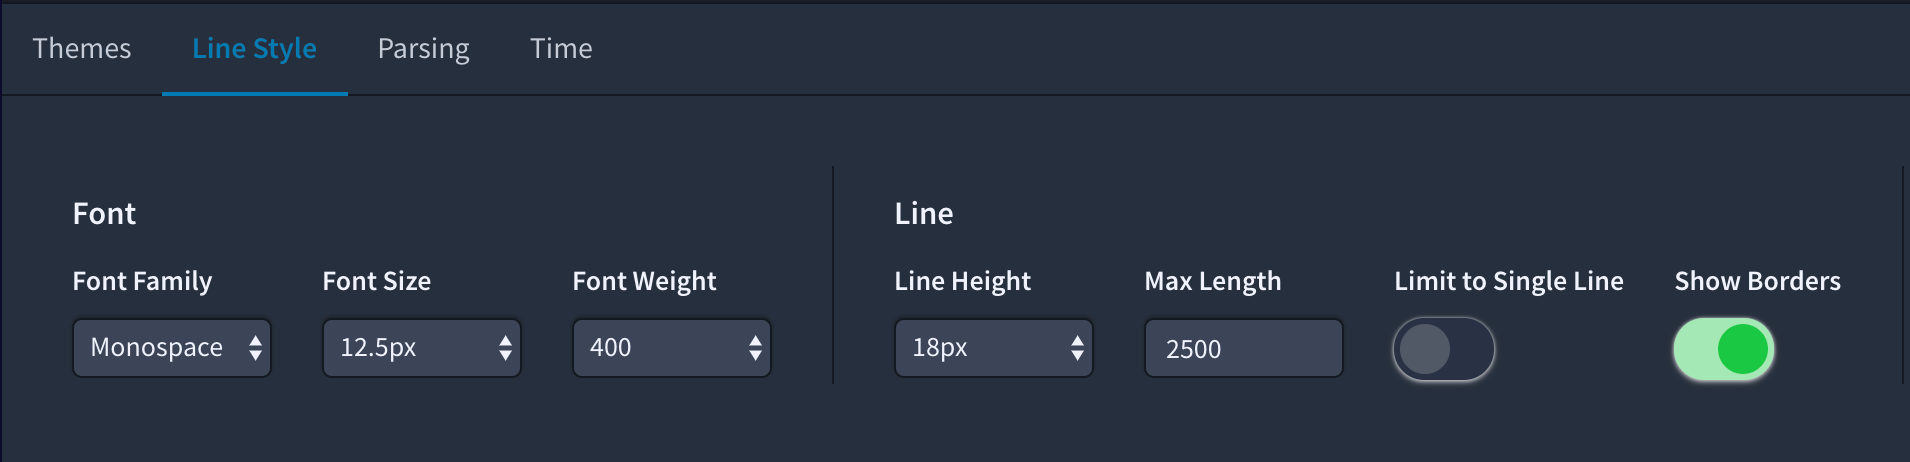 Themes Line Style Parsing Time
Font
Font Family Font Size Font Weight
Monospace 12.5px 400
Line
Line Height Max Length Limit to Single Line Show Borders
18px 2500